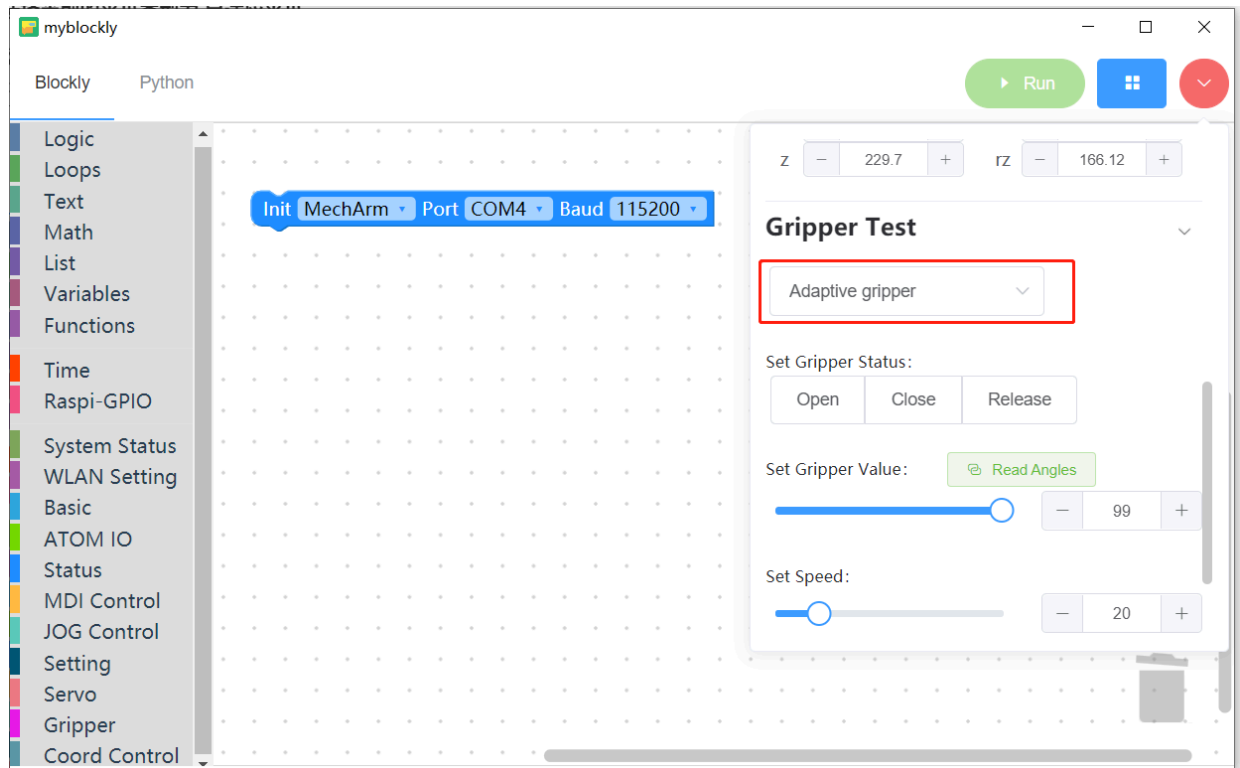 myblockly
Blockly Python
Run
Logic
Loops
Text
Math
List
Variables
Functions
Time
Raspi-GPIO
System Status
WLAN Setting
Basic
ATOM IO
Status
MDI Control
JOG Control
Setting
Servo
Gripper
Coord Control
Init MechArm Port COM4 Baud 115200
z − 229.7 + rz − 166.12 +
Gripper Test
Adaptive gripper
Set Gripper Status:
Open Close Release
Set Gripper Value: Read Angles
− 99 +
Set Speed:
− 20 +